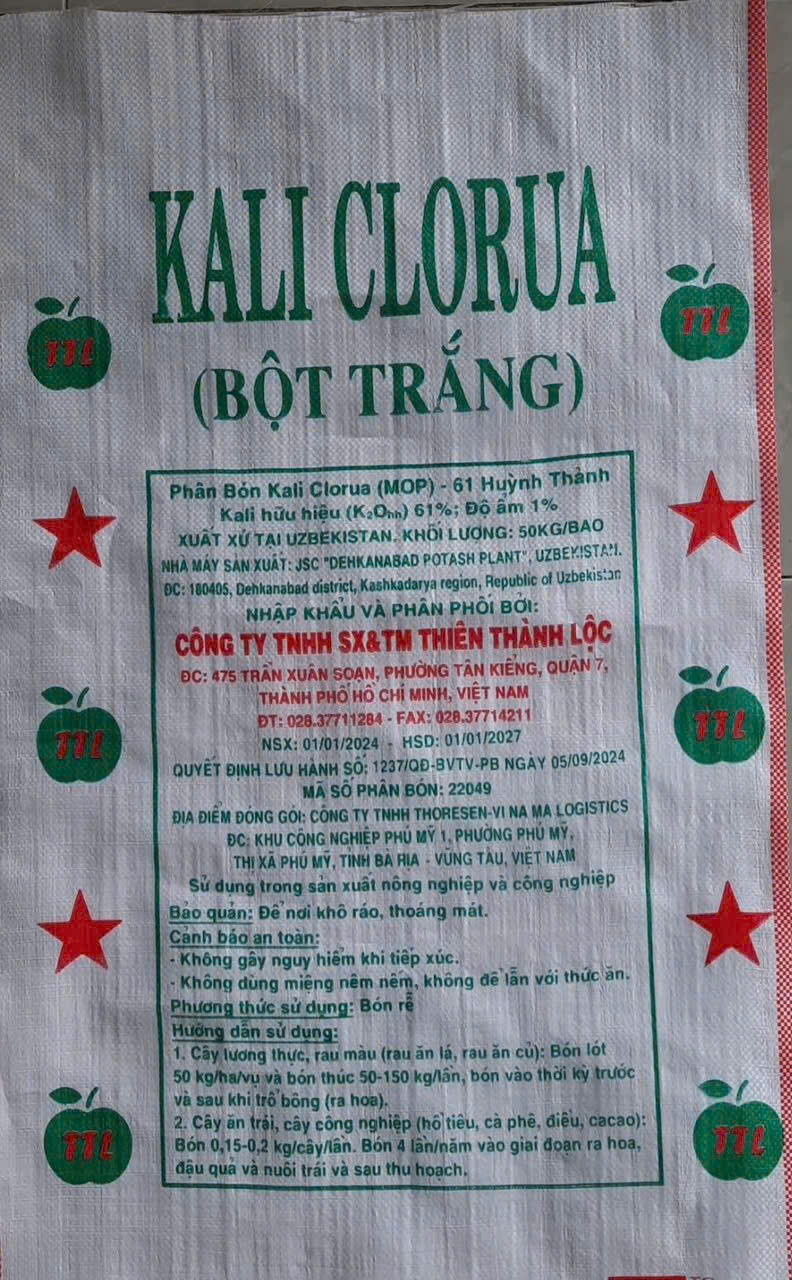 KALI CLORUA
(BỘT TRẮNG)
TTL
TTL
Phân Bón Kali Clorua (MOP) - 61 Huỳnh Thành
Kali hữu hiệu (K₂Oₕₕ) 61%; Độ ẩm 1%
XUẤT XỨ TẠI UZBEKISTAN. KHỐI LƯỢNG: 50KG/BAO
NHÀ MÁY SẢN XUẤT: JSC "DEHKANABAD POTASH PLANT", UZBEKISTAN.
ĐC: 180405, Dehkanabad district, Kashkadarya region, Republic of Uzbekistan
NHẬP KHẨU VÀ PHÂN PHỐI BỞI:
CÔNG TY TNHH SX&TM THIÊN THÀNH LỘC
ĐC: 475 TRẦN XUÂN SOẠN, PHƯỜNG TÂN KIỂNG, QUẬN 7,
THÀNH PHỐ HỒ CHÍ MINH, VIỆT NAM
ĐT: 028.37711284 - FAX: 028.37714211
NSX: 01/01/2024 - HSD: 01/01/2027
QUYẾT ĐỊNH LƯU HÀNH SỐ: 1237/QĐ-BVTV-PB NGÀY 05/09/2024
MÃ SỐ PHÂN BÓN: 22049
ĐỊA ĐIỂM ĐÓNG GÓI: CÔNG TY TNHH THORESEN-VI NA MA LOGISTICS
ĐC: KHU CÔNG NGHIỆP PHÚ MỸ 1, PHƯỜNG PHÚ MỸ,
THỊ XÃ PHÚ MỸ, TỈNH BÀ RỊA - VŨNG TÀU, VIỆT NAM
Sử dụng trong sản xuất nông nghiệp và công nghiệp
Bảo quản: Để nơi khô ráo, thoáng mát.
Cảnh báo an toàn:
- Không gây nguy hiểm khi tiếp xúc.
- Không dùng miệng nêm nếm, không để lẫn với thức ăn.
Phương thức sử dụng: Bón rễ
Hướng dẫn sử dụng:
1. Cây lương thực, rau màu (rau ăn lá, rau ăn củ): Bón lót
50 kg/ha/vụ và bón thúc 50-150 kg/lần, bón vào thời kỳ trước
và sau khi trổ bông (ra hoa).
2. Cây ăn trái, cây công nghiệp (hồ tiêu, cà phê, điều, cacao):
Bón 0,15-0,2 kg/cây/lần. Bón 4 lần/năm vào giai đoạn ra hoa,
đậu quả và nuôi trái và sau thu hoạch.
TTL
TTL
TTL
TTL